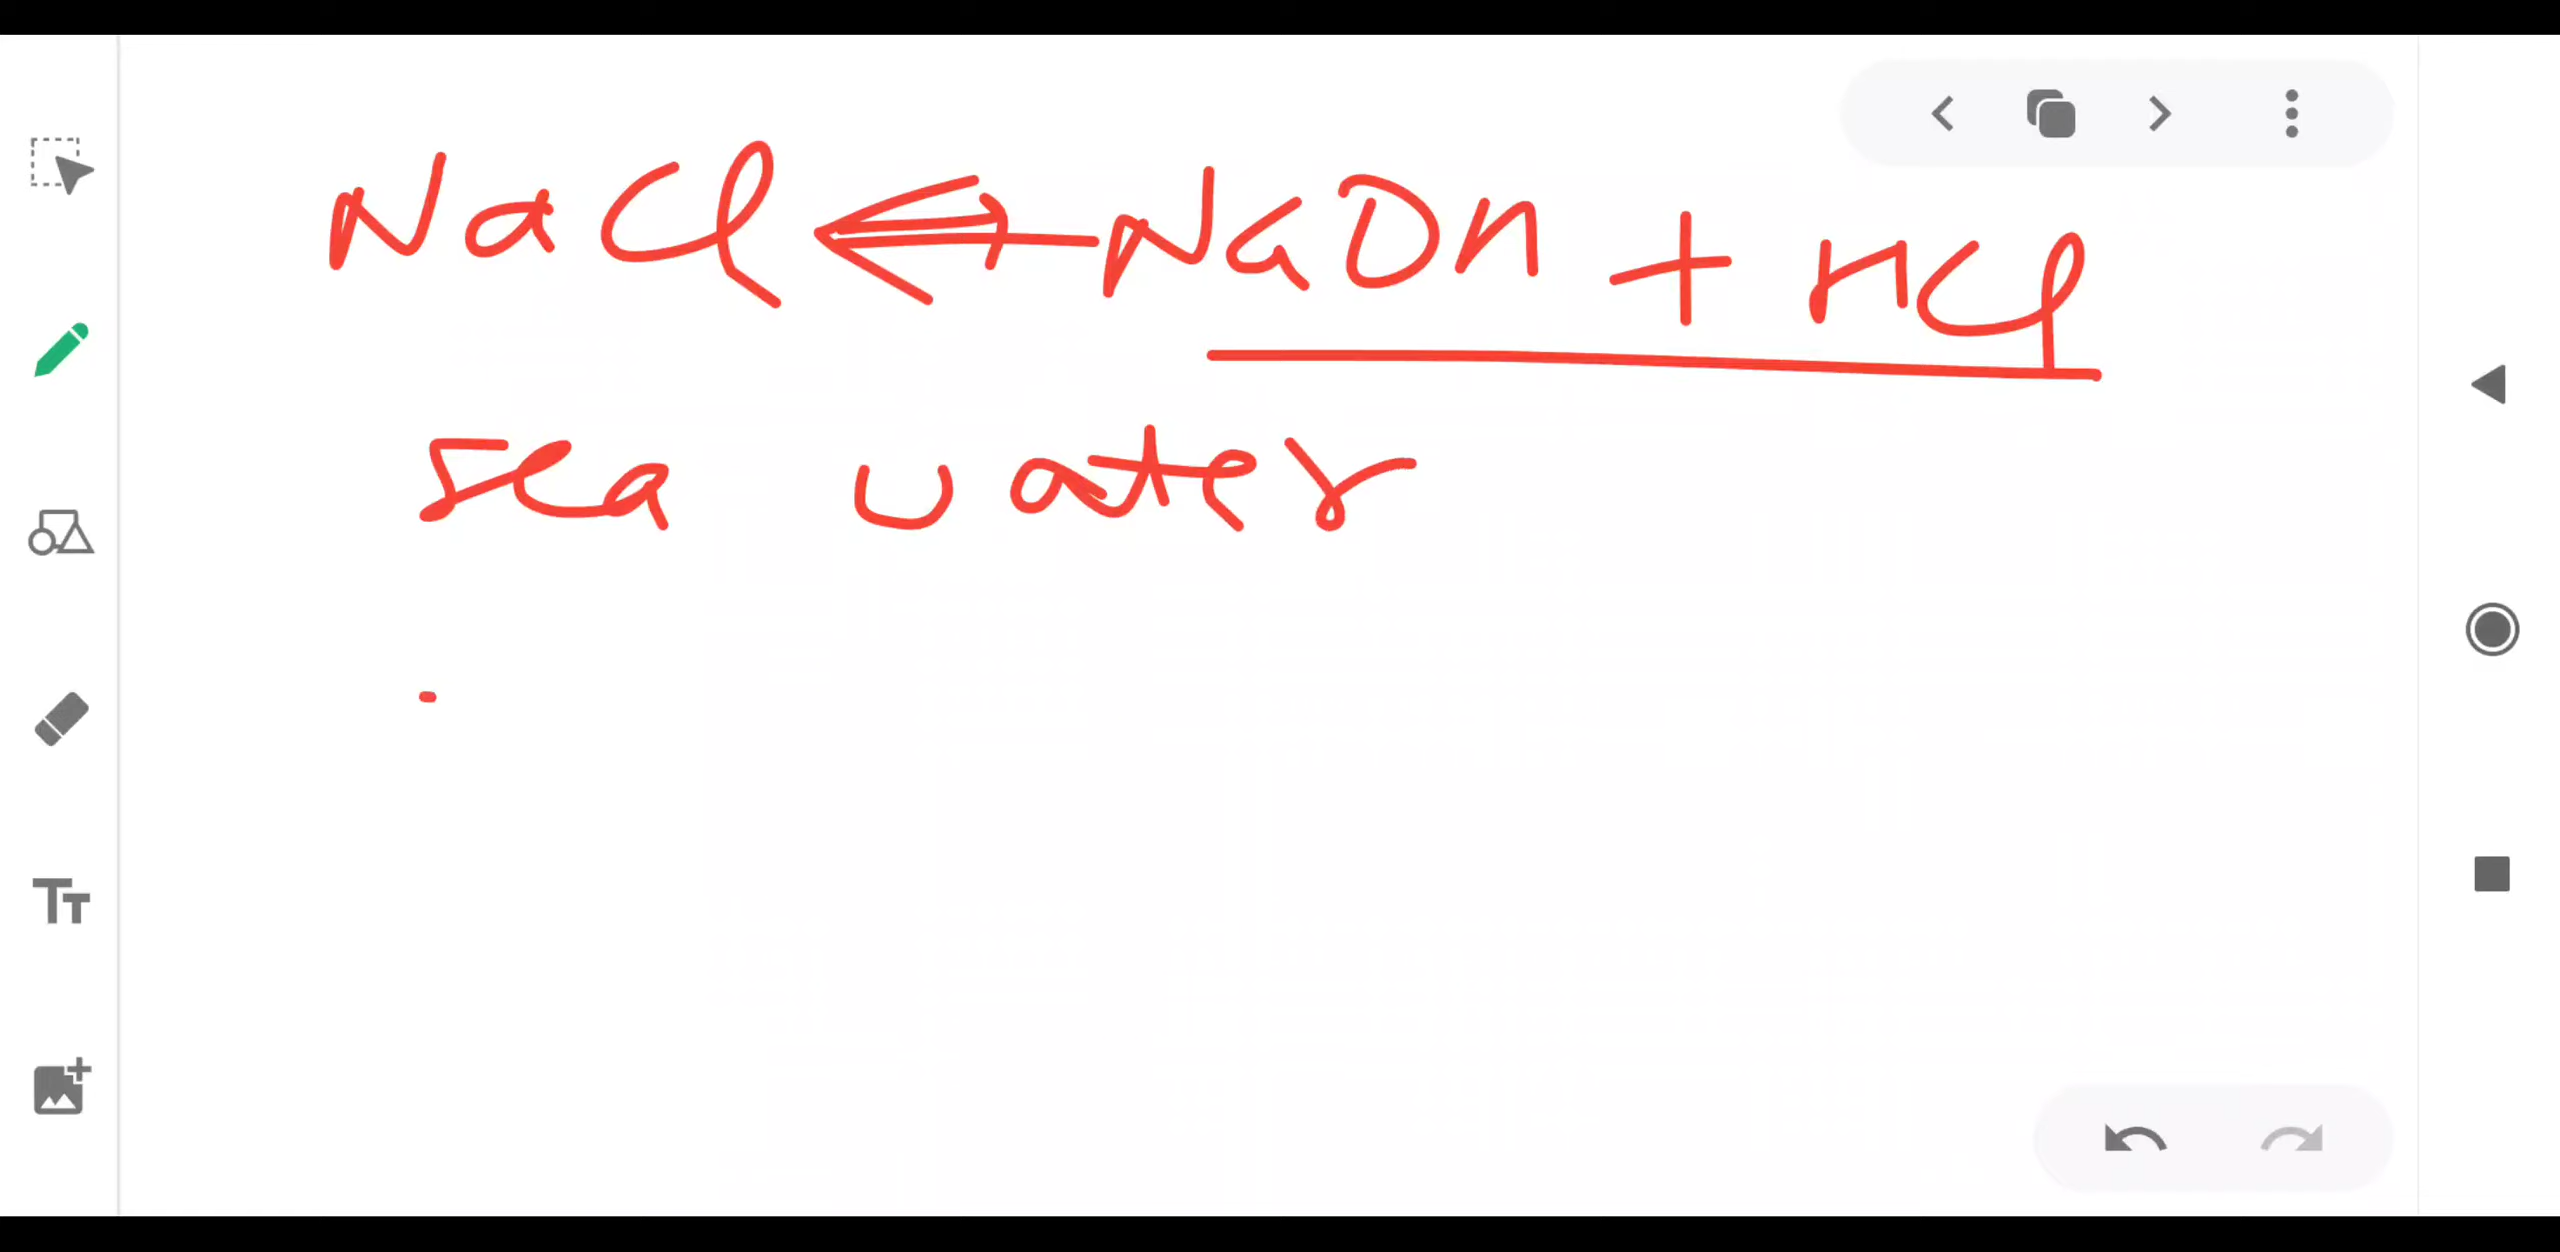 NaCl ⟷ NaOH + HCl
sea water